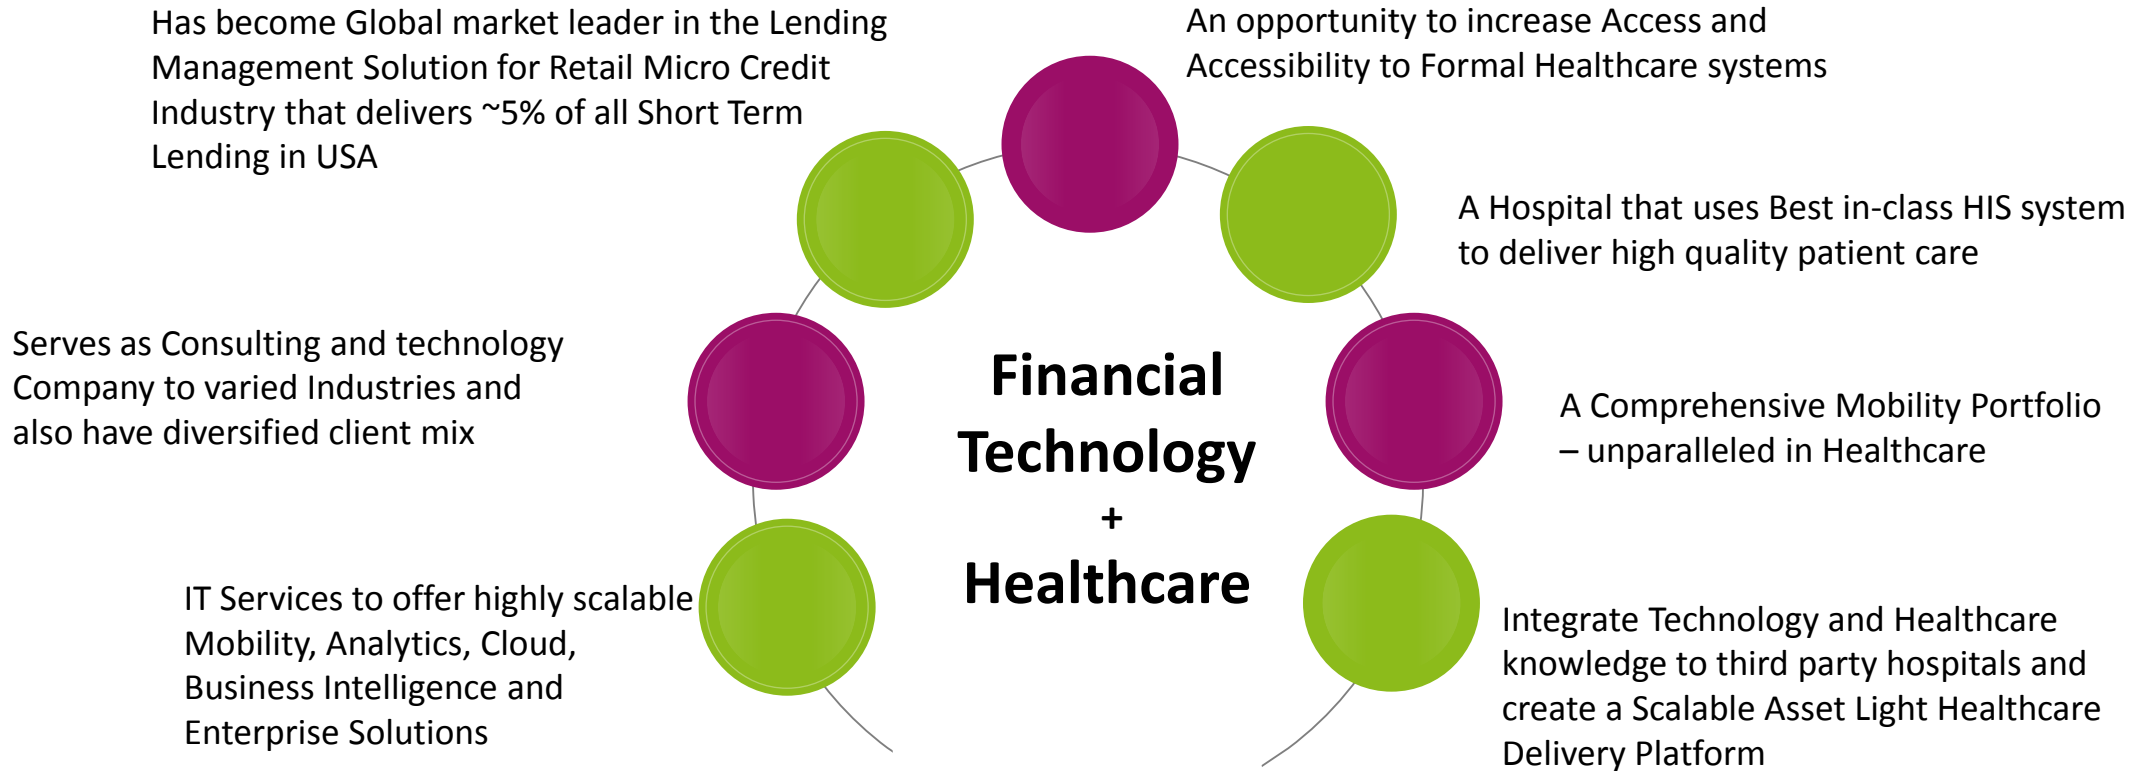 Has become Global market leader in the Lending
Management Solution for Retail Micro Credit
Industry that delivers ~5% of all Short Term
Lending in USA
An opportunity to increase Access and
Accessibility to Formal Healthcare systems
A Hospital that uses Best in-class HIS system
to deliver high quality patient care
Serves as Consulting and technology
Company to varied Industries and
also have diversified client mix
Financial
Technology
+
Healthcare
A Comprehensive Mobility Portfolio
– unparalleled in Healthcare
IT Services to offer highly scalable
Mobility, Analytics, Cloud,
Business Intelligence and
Enterprise Solutions
Integrate Technology and Healthcare
knowledge to third party hospitals and
create a Scalable Asset Light Healthcare
Delivery Platform